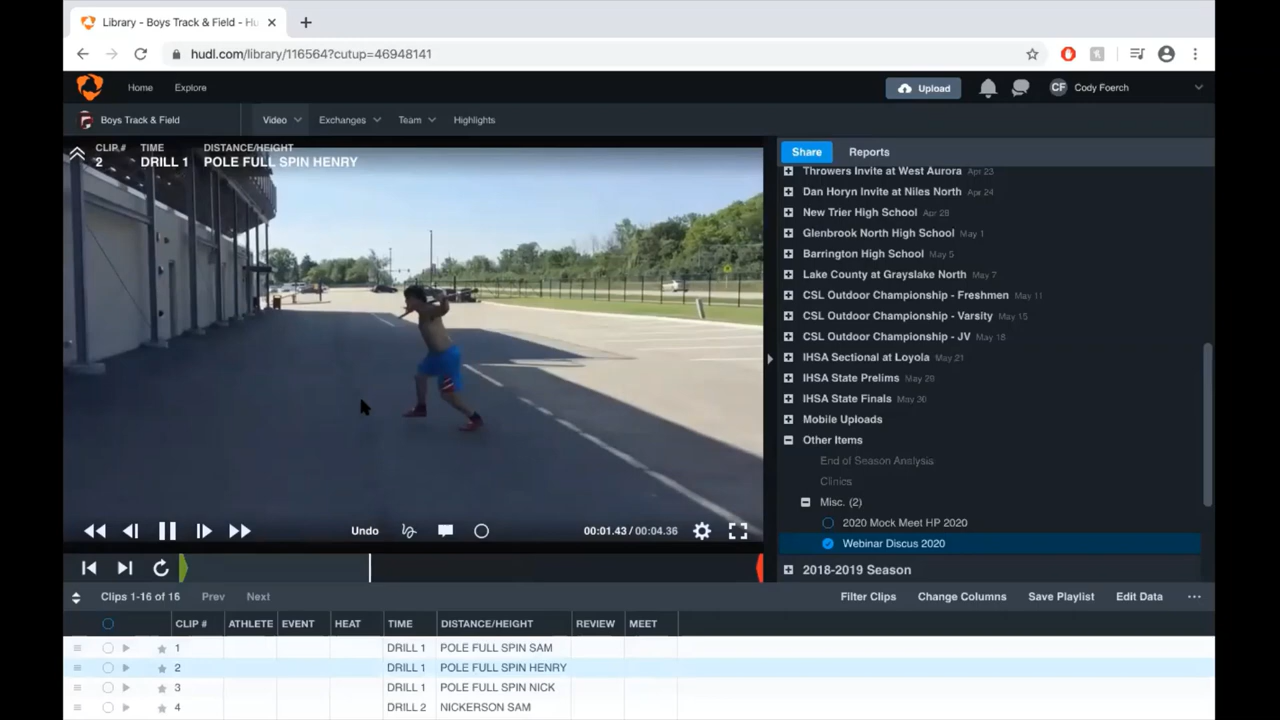 Library - Boys Track & Field - Hu
hudl.com/library/116564?cutup=46948141
Home Explore Upload CF Cody Foerch
Boys Track & Field Video Exchanges Team Highlights
CLIP # TIME DISTANCE/HEIGHT
2 DRILL 1 POLE FULL SPIN HENRY
Share Reports
Throwers Invite at West Aurora Apr 23
Dan Horyn Invite at Niles North Apr 24
New Trier High School Apr 28
Glenbrook North High School May 1
Barrington High School May 5
Lake County at Grayslake North May 7
CSL Outdoor Championship - Freshmen May 11
CSL Outdoor Championship - Varsity May 15
CSL Outdoor Championship - JV May 18
IHSA Sectional at Loyola May 21
IHSA State Prelims May 29
IHSA State Finals May 30
Mobile Uploads
Other Items
End of Season Analysis
Clinics
Misc. (2)
2020 Mock Meet HP 2020
Webinar Discus 2020
2018-2019 Season
Undo 00:01.43 / 00:04.36
Clips 1-16 of 16 Prev Next Filter Clips Change Columns Save Playlist Edit Data
CLIP # ATHLETE EVENT HEAT TIME DISTANCE/HEIGHT REVIEW MEET
1 DRILL 1 POLE FULL SPIN SAM
2 DRILL 1 POLE FULL SPIN HENRY
3 DRILL 1 POLE FULL SPIN NICK
4 DRILL 2 NICKERSON SAM